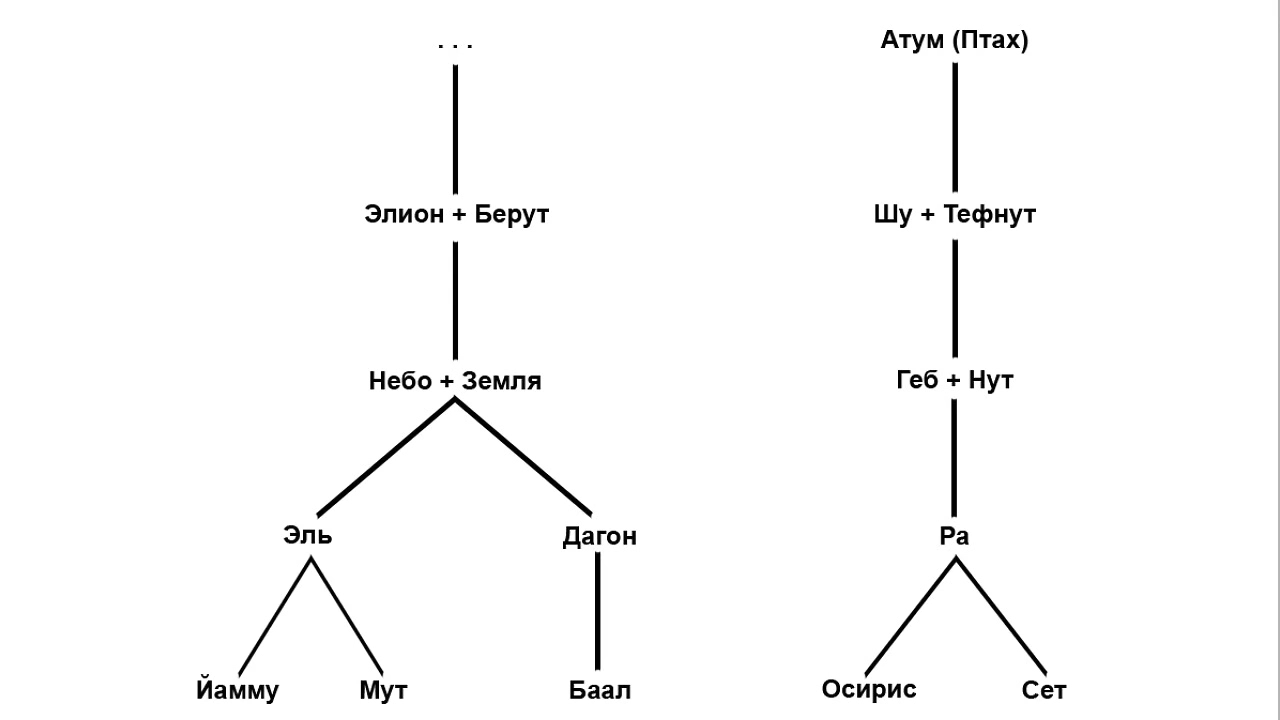 . . .
Атум (Птах)
Элион + Берут
Шу + Тефнут
Небо + Земля
Геб + Нут
Эль
Дагон
Ра
Йамму
Мут
Баал
Осирис
Сет